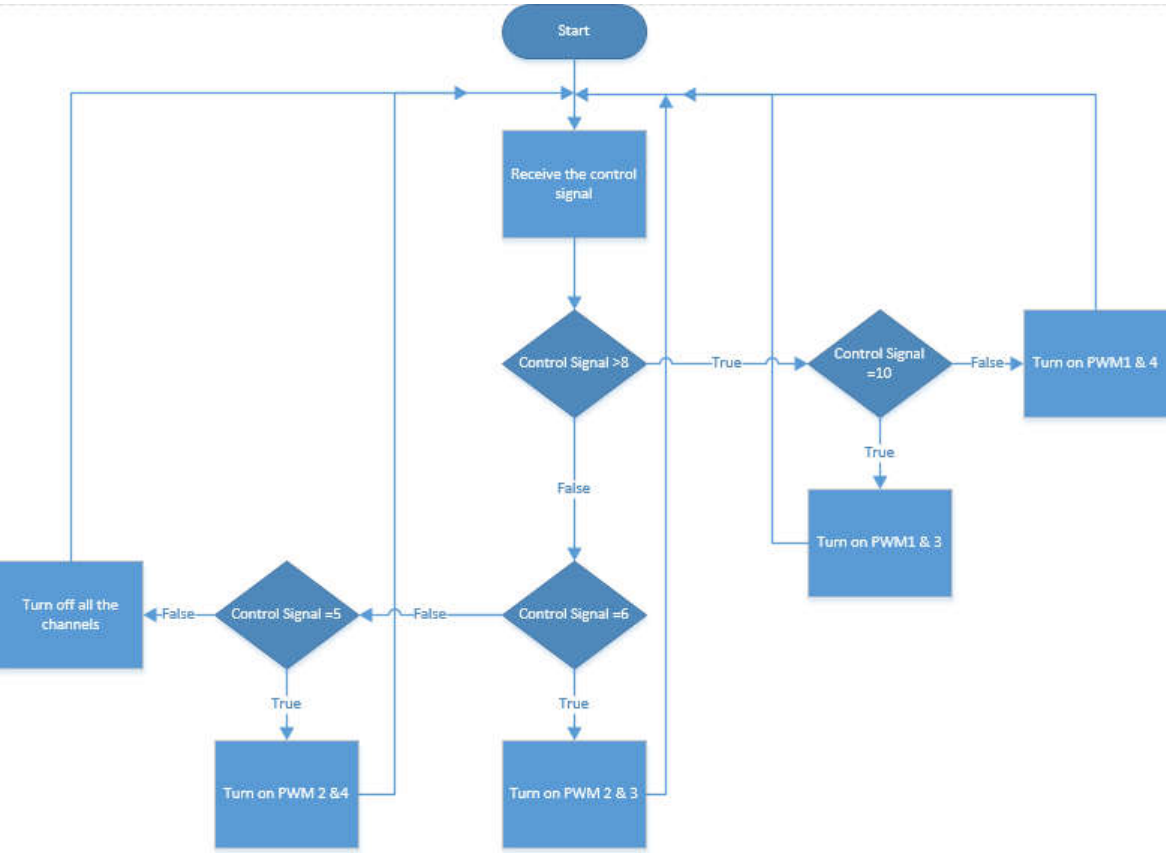 Start
Receive the control
signal
Control Signal >8
True
Control Signal
=10
False
Turn on PWM1 & 4
True
Turn on PWM1 & 3
False
Control Signal =6
False
Control Signal =5
False
Turn off all the
channels
True
Turn on PWM 2 &4
True
Turn on PWM 2 & 3